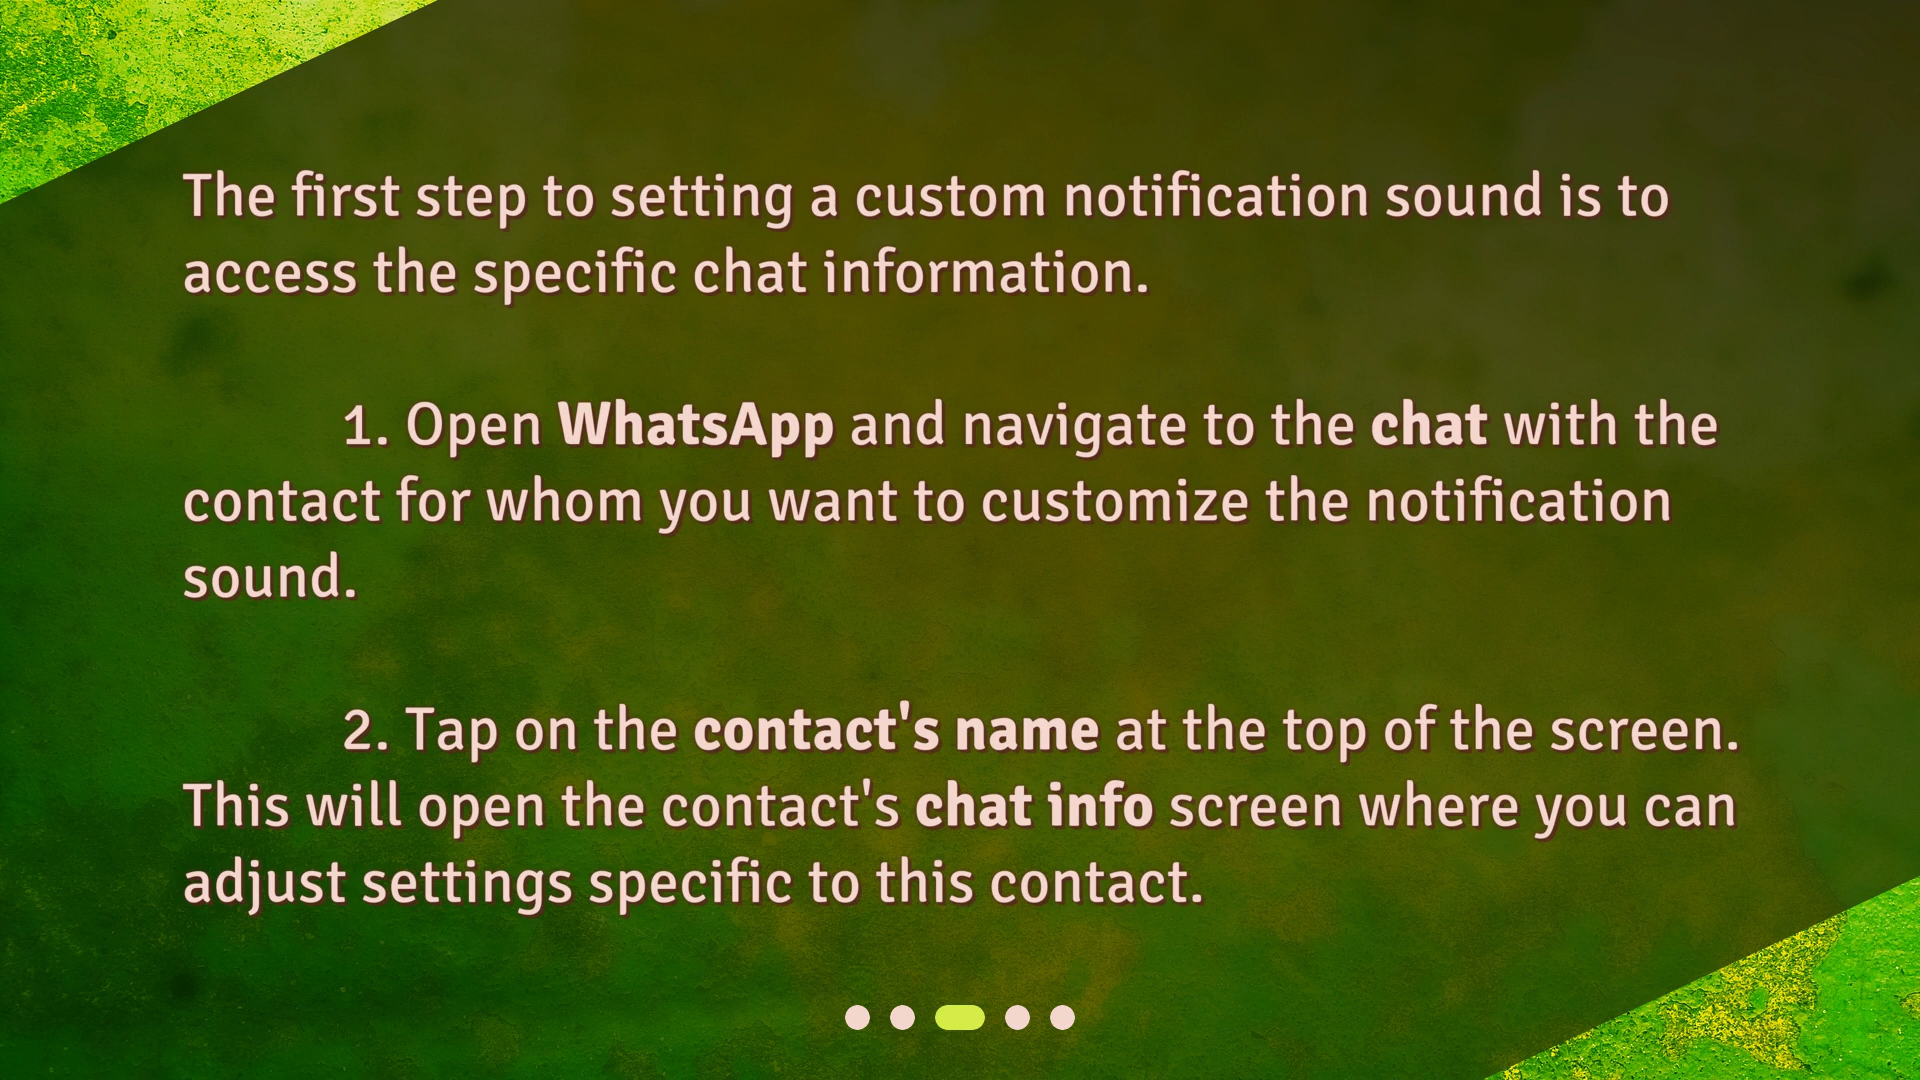 The first step to setting a custom notification sound is to
access the specific chat information.
1. Open WhatsApp and navigate to the chat with the
contact for whom you want to customize the notification
sound.
2. Tap on the contact's name at the top of the screen.
This will open the contact's chat info screen where you can
adjust settings specific to this contact.